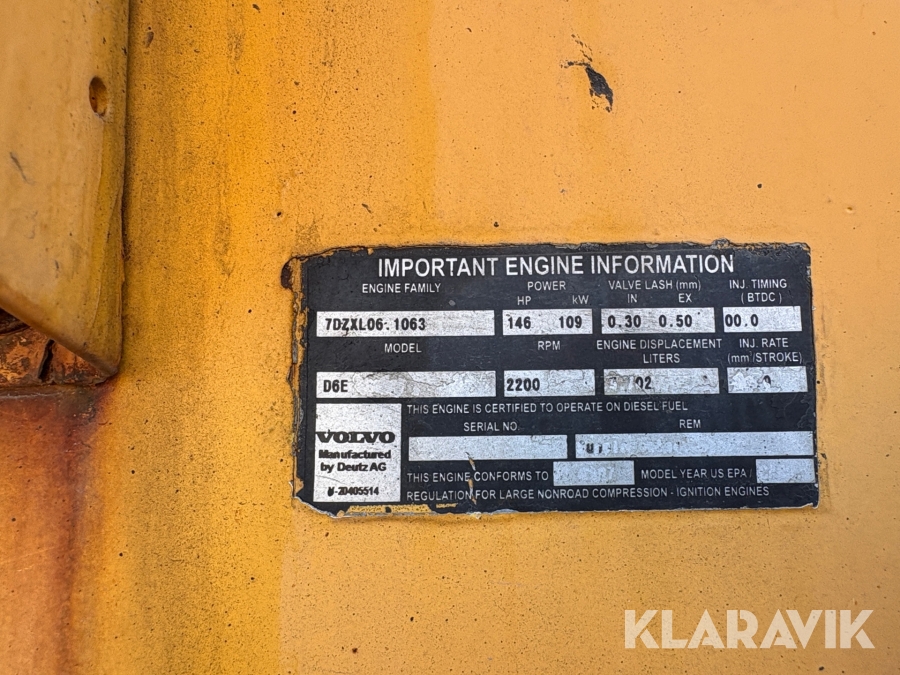 IMPORTANT ENGINE INFORMATION
ENGINE FAMILY POWER VALVE LASH (mm) INJ. TIMING
HP kW IN EX (BTDC)
7DZXL06.1063 146 109 0.30 0.50 00.0
MODEL RPM ENGINE DISPLACEMENT INJ. RATE
LITERS (mm³/STROKE)
D6E 2200
THIS ENGINE IS CERTIFIED TO OPERATE ON DIESEL FUEL
SERIAL NO. REM
VOLVO
Manufactured
by Deutz AG
THIS ENGINE CONFORMS TO MODEL YEAR US EPA /
V-20405514
REGULATION FOR LARGE NONROAD COMPRESSION - IGNITION ENGINES
KLARAVIK